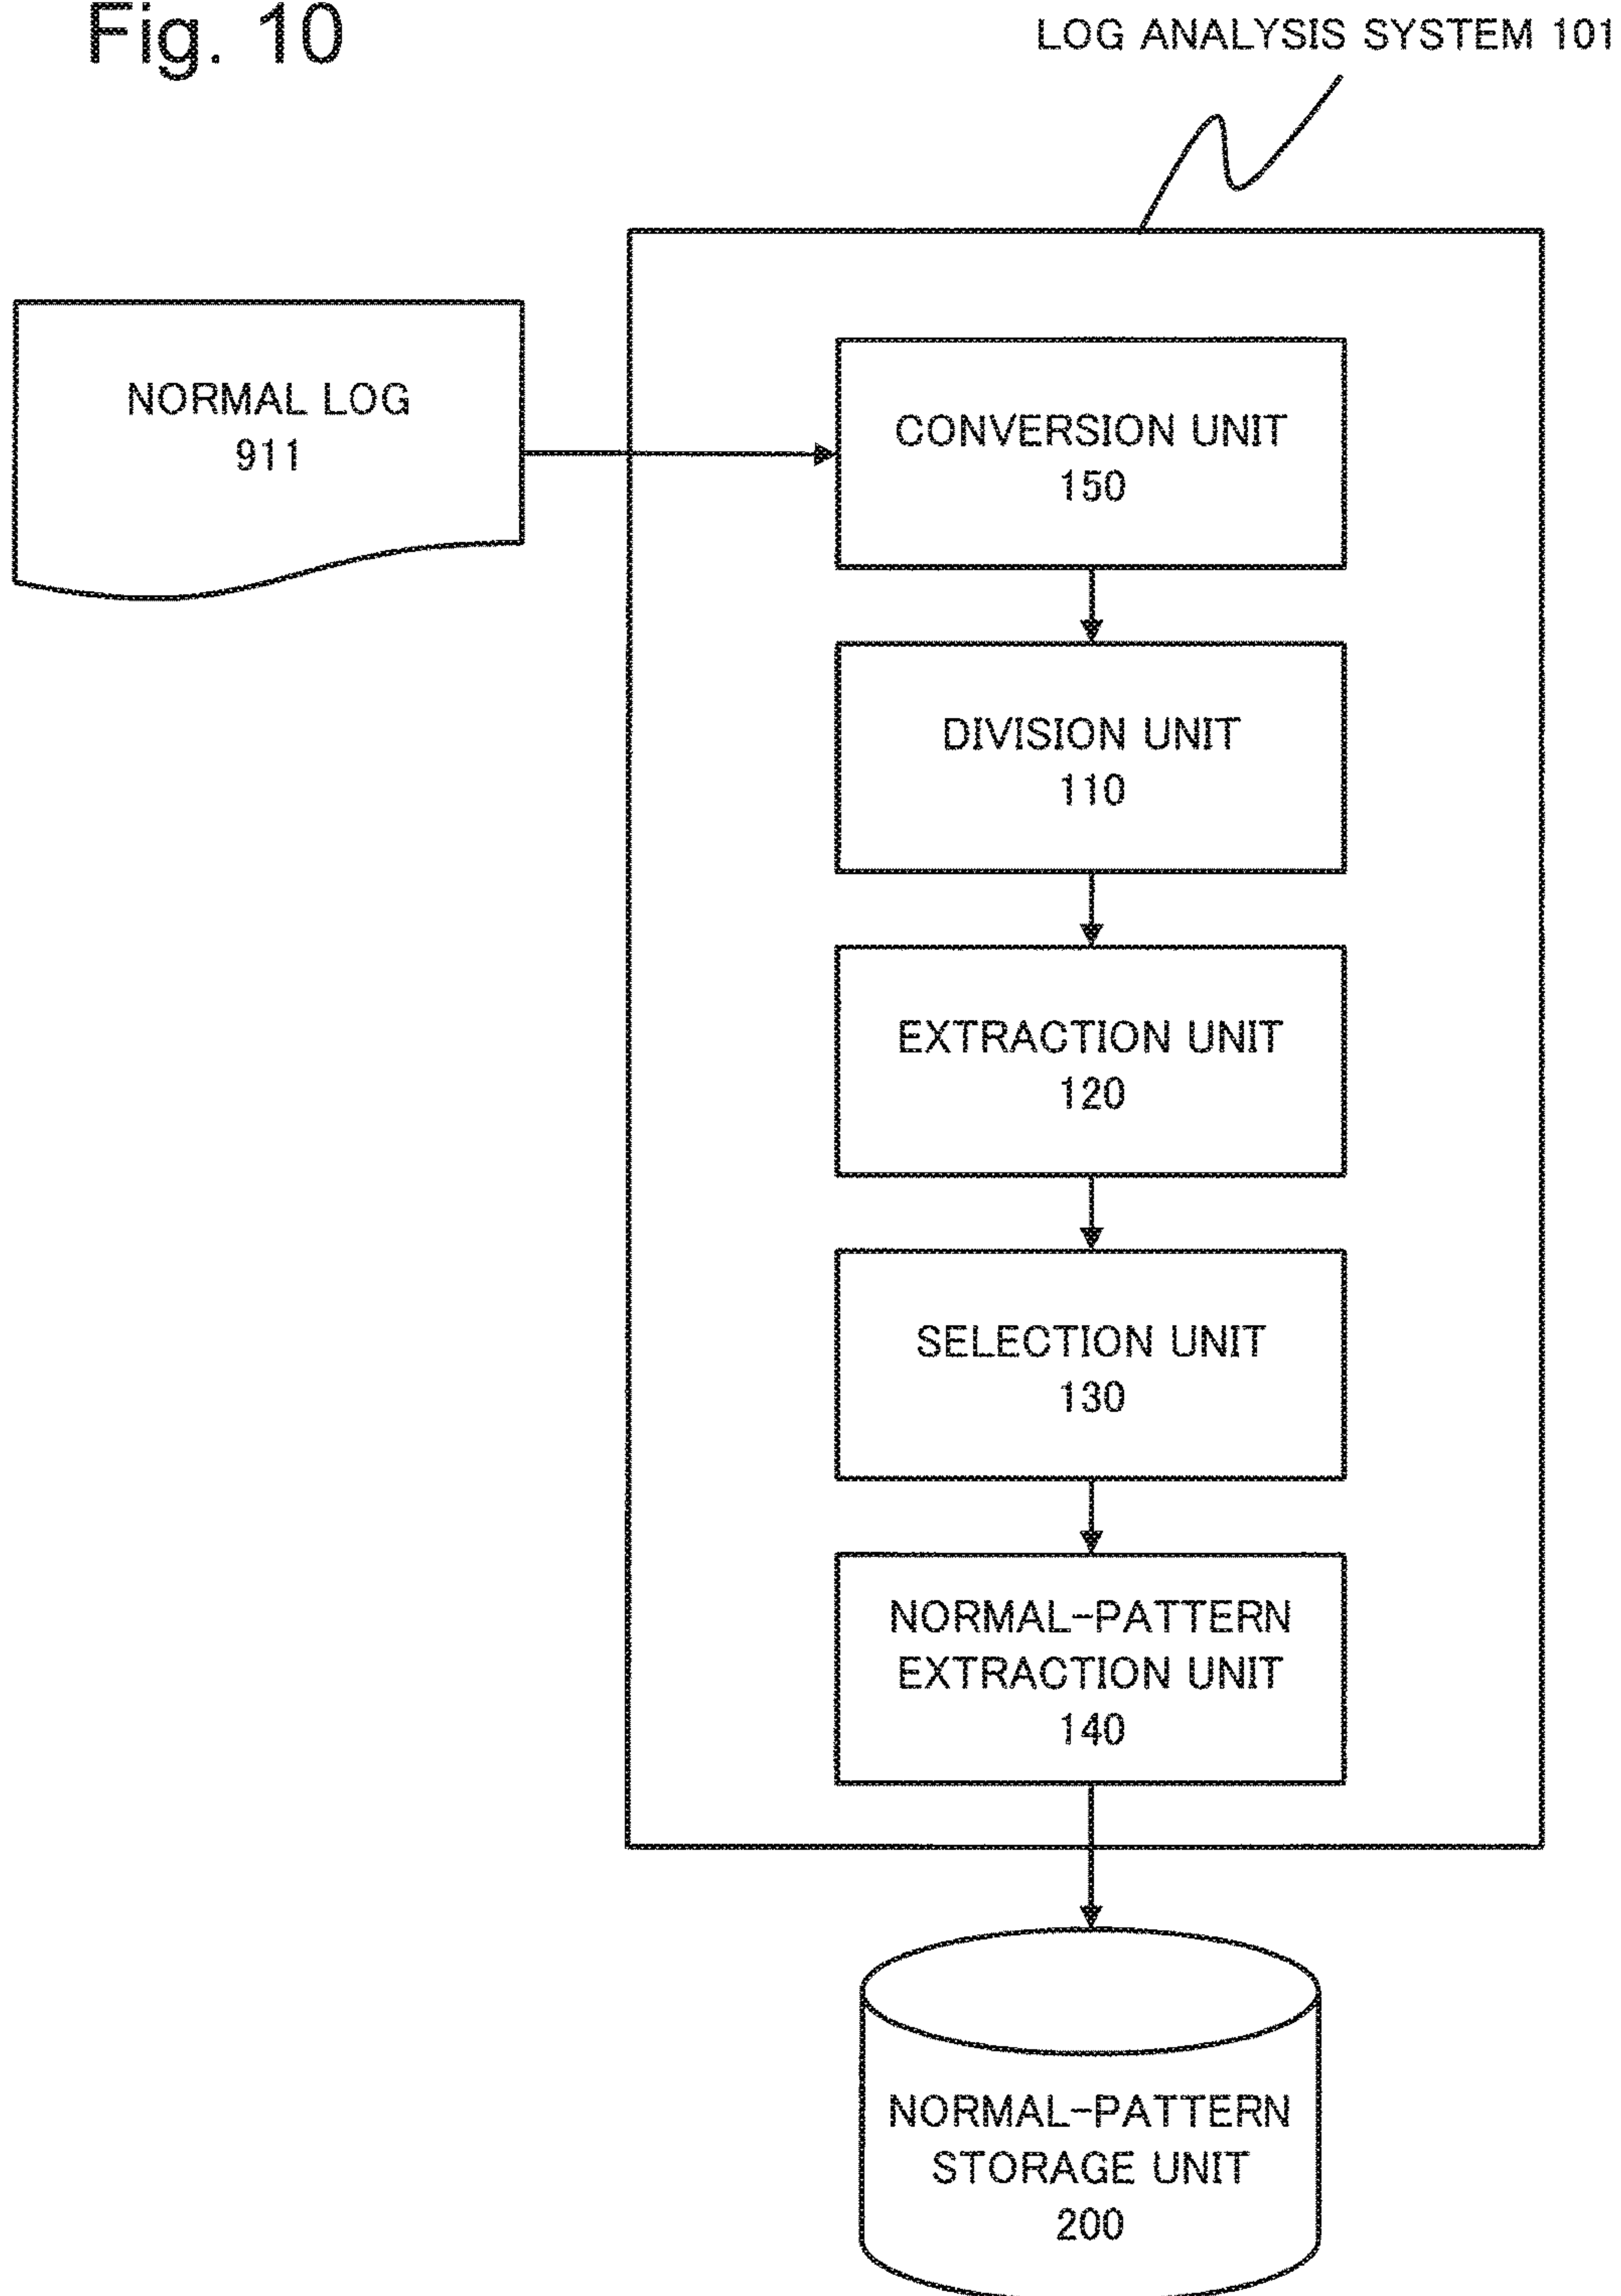 Fig. 10
LOG ANALYSIS SYSTEM 101
NORMAL LOG
911
CONVERSION UNIT
150
DIVISION UNIT
110
EXTRACTION UNIT
120
SELECTION UNIT
130
NORMAL-PATTERN
EXTRACTION UNIT
140
NORMAL-PATTERN
STORAGE UNIT
200